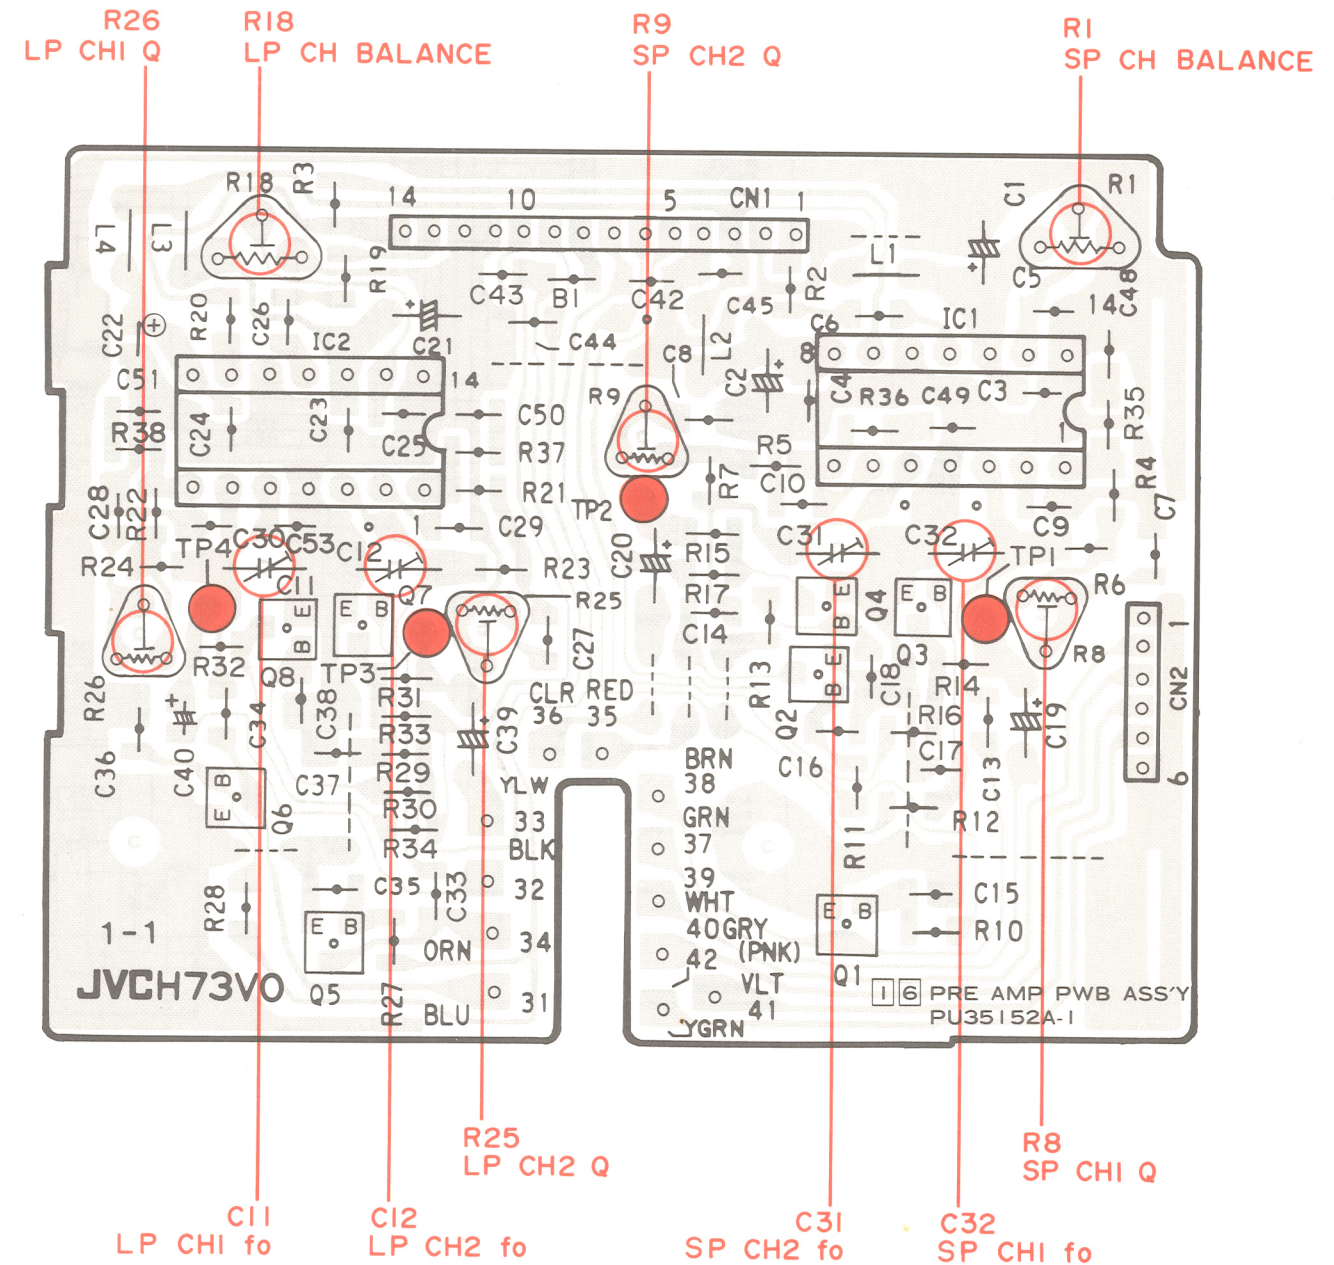 R26
LP CH1 Q
R18
LP CH BALANCE
R9
SP CH2 Q
R1
SP CH BALANCE
R18
R3
14
10
5
CN1
1
C1
R1
L4
L3
R19
L1
C5
C48
C43
B1
C42
C45
R2
14
C22
R20
C26
IC2
C21
C44
C8
L2
C6
8
IC1
C51
14
R9
C2
C4
R36
C49
C3
R35
R38
C24
C23
C25
C50
R37
R5
1
C28
R22
R21
TP2
R7
C10
R4
C7
TP4
C30
C53
C12
1
C29
C20
R15
C31
C32
C9
TP1
R24
C11
Q7
R23
R25
R17
C14
Q4
R6
E
B
E
B
E
B
E
B
R32
Q8
TP3
C27
R13
E
B
C18
Q3
R8
1
CN2
6
R26
C34
C38
R31
CLR
36
RED
35
Q2
R14
R16
C36
C40
R33
C39
BRN
38
C16
C17
C13
C19
C37
R29
YLW
B
E
Q6
R30
33
GRN
37
R11
R12
R34
BLK
39
WHT
R28
C35
C33
32
C15
1-1
E
B
ORN
34
40GRY
(PNK)
42
E
B
R10
JVCH73V0
Q5
R27
BLU
31
VLT
41
YGRN
Q1
1 6 PRE AMP PWB ASS'Y
PU35152A-1
R25
LP CH2 Q
R8
SP CH1 Q
C11
LP CH1 fo
C12
LP CH2 fo
C31
SP CH2 fo
C32
SP CH1 fo